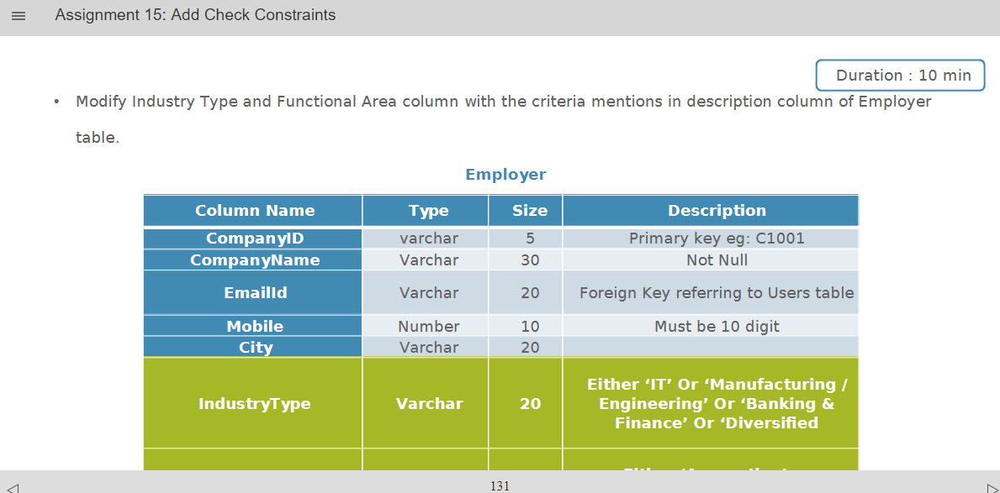 Assignment 15: Add Check Constraints
Duration : 10 min
• Modify Industry Type and Functional Area column with the criteria mentions in description column of Employer
table.
Employer
Column Name Type Size Description
CompanyID varchar 5 Primary key eg: C1001
CompanyName Varchar 30 Not Null
EmailId Varchar 20 Foreign Key referring to Users table
Mobile Number 10 Must be 10 digit
City Varchar 20
Either ‘IT’ Or ‘Manufacturing /
IndustryType Varchar 20 Engineering’ Or ‘Banking &
Finance’ Or ‘Diversified
131